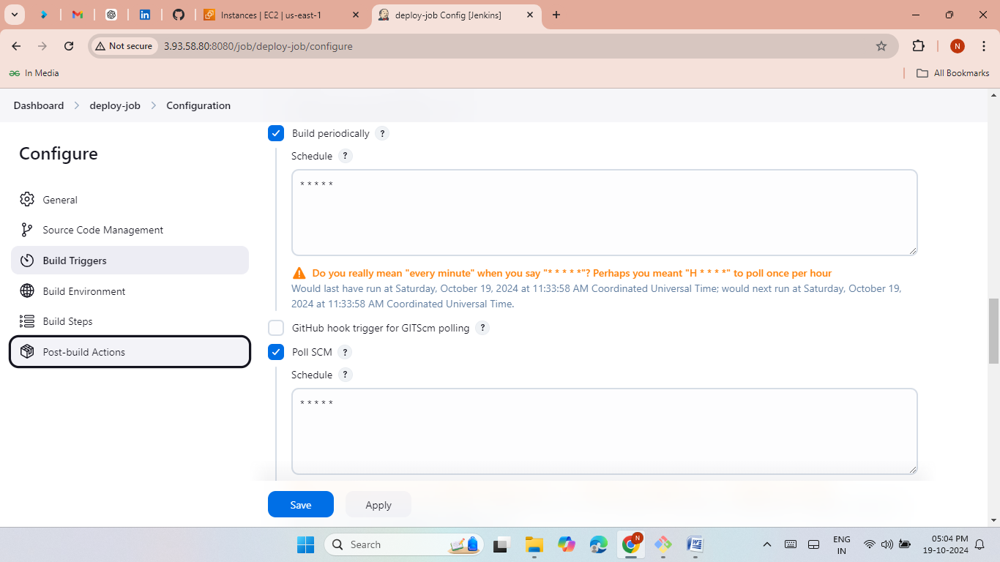 Instances | EC2 | us-east-1
deploy-job Config [Jenkins]
Not secure
3.93.58.80:8080/job/deploy-job/configure
N
In Media
All Bookmarks
Dashboard
deploy-job
Configuration
Configure
General
Source Code Management
Build Triggers
Build Environment
Build Steps
Post-build Actions
Build periodically ?
Schedule ?
* * * * *
Do you really mean "every minute" when you say "* * * * *"? Perhaps you meant "H * * * *" to poll once per hour
Would last have run at Saturday, October 19, 2024 at 11:33:58 AM Coordinated Universal Time; would next run at Saturday, October 19,
2024 at 11:33:58 AM Coordinated Universal Time.
GitHub hook trigger for GITScm polling ?
Poll SCM ?
Schedule ?
* * * * *
Save
Apply
Search
N
ENG
IN
05:04 PM
19-10-2024